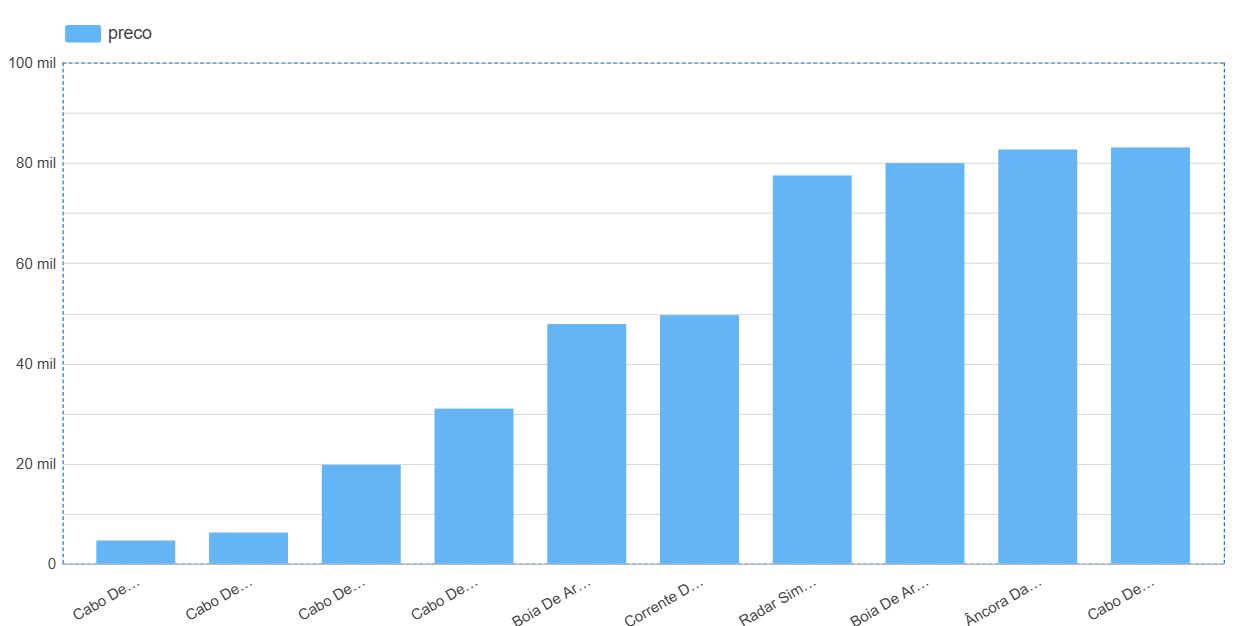 preco
100 mil
80 mil
60 mil
40 mil
20 mil
0
Cabo De…
Cabo De…
Cabo De…
Cabo De…
Boia De Ar…
Corrente D…
Radar Sim…
Boia De Ar…
Âncora Da…
Cabo De…